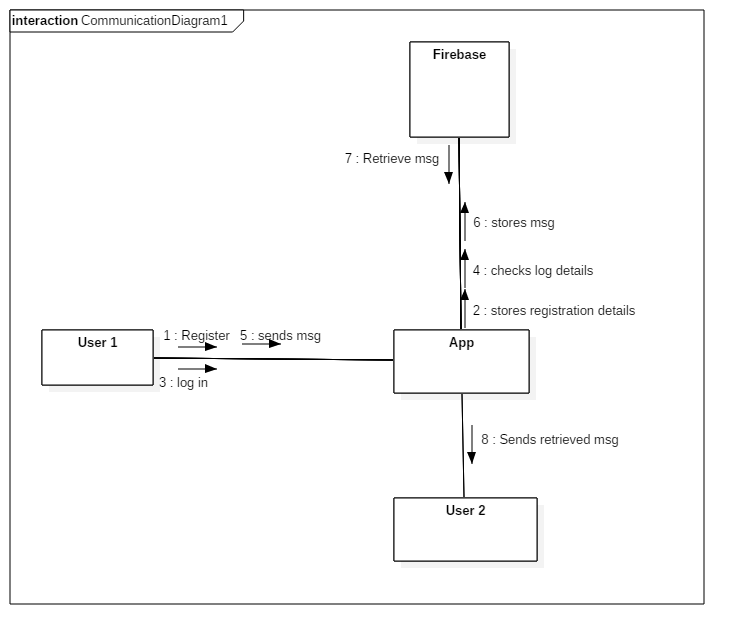 interaction CommunicationDiagram1
Firebase
7 : Retrieve msg
6 : stores msg
4 : checks log details
2 : stores registration details
1 : Register
5 : sends msg
User 1
App
3 : log in
8 : Sends retrieved msg
User 2